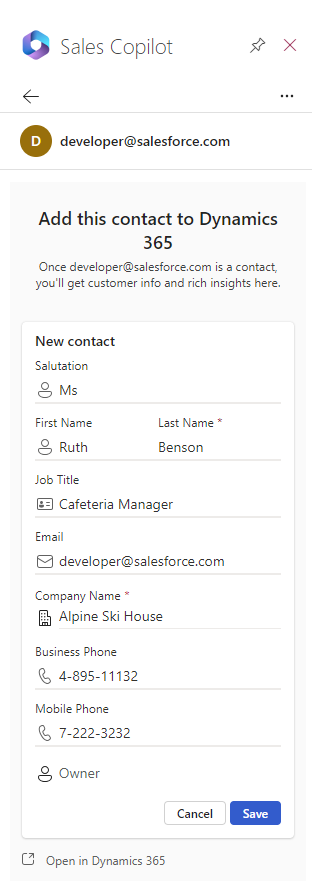 Sales Copilot
D developer@salesforce.com
Add this contact to Dynamics
365
Once developer@salesforce.com is a contact,
you'll get customer info and rich insights here.
New contact
Salutation
Ms
First Name Last Name *
Ruth Benson
Job Title
Cafeteria Manager
Email
developer@salesforce.com
Company Name *
Alpine Ski House
Business Phone
4-895-11132
Mobile Phone
7-222-3232
Owner
Cancel Save
Open in Dynamics 365